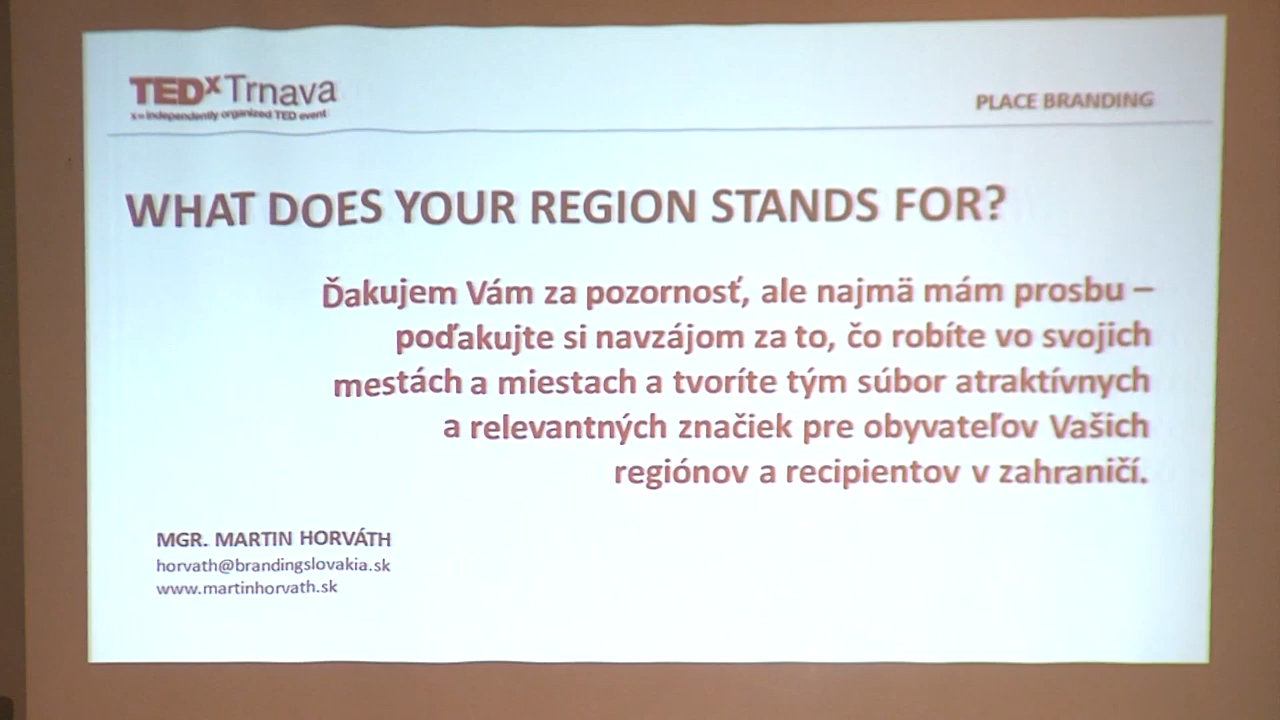 TEDxTrnava
x = independently organized TED event
PLACE BRANDING
WHAT DOES YOUR REGION STANDS FOR?
Ďakujem Vám za pozornosť, ale najmä mám prosbu –
poďakujte si navzájom za to, čo robíte vo svojich
mestách a miestach a tvoríte tým súbor atraktívnych
a relevantných značiek pre obyvateľov Vašich
regiónov a recipientov v zahraničí.
MGR. MARTIN HORVÁTH
horvath@brandingslovakia.sk
www.martinhorvath.sk